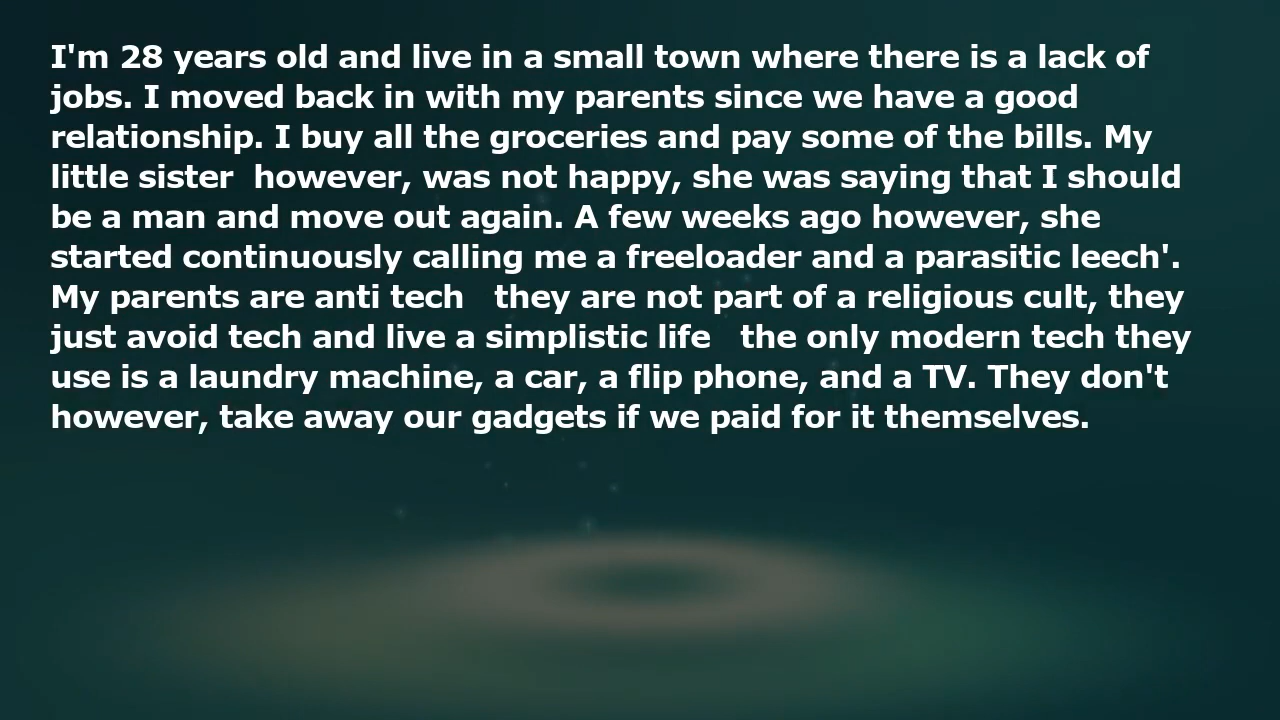 I'm 28 years old and live in a small town where there is a lack of
jobs. I moved back in with my parents since we have a good
relationship. I buy all the groceries and pay some of the bills. My
little sister  however, was not happy, she was saying that I should
be a man and move out again. A few weeks ago however, she
started continuously calling me a freeloader and a parasitic leech'.
My parents are anti tech   they are not part of a religious cult, they
just avoid tech and live a simplistic life   the only modern tech they
use is a laundry machine, a car, a flip phone, and a TV. They don't
however, take away our gadgets if we paid for it themselves.